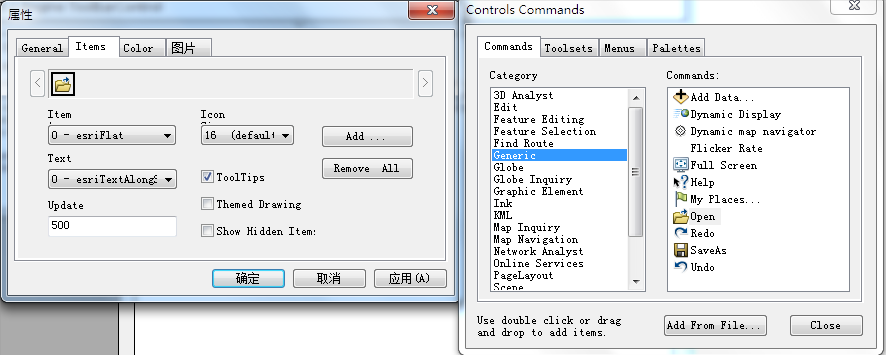 属性
General
Items
Color
图片
Item
Icon
0 - esriFlat
16 (default
Add ...
Text
Remove All
0 - esriTextAlongS
ToolTips
Update
Themed Drawing
500
Show Hidden Item:
确定
取消
应用(A)
Controls Commands
Commands
Toolsets
Menus
Palettes
Category
3D Analyst
Edit
Feature Editing
Feature Selection
Find Route
Generic
Globe
Globe Inquiry
Graphic Element
Ink
KML
Map Inquiry
Map Navigation
Network Analyst
Online Services
PageLayout
Scene
Commands:
Add Data...
Dynamic Display
Dynamic map navigator
Flicker Rate
Full Screen
Help
My Places...
Open
Redo
SaveAs
Undo
Use double click or drag
and drop to add items.
Add From File...
Close